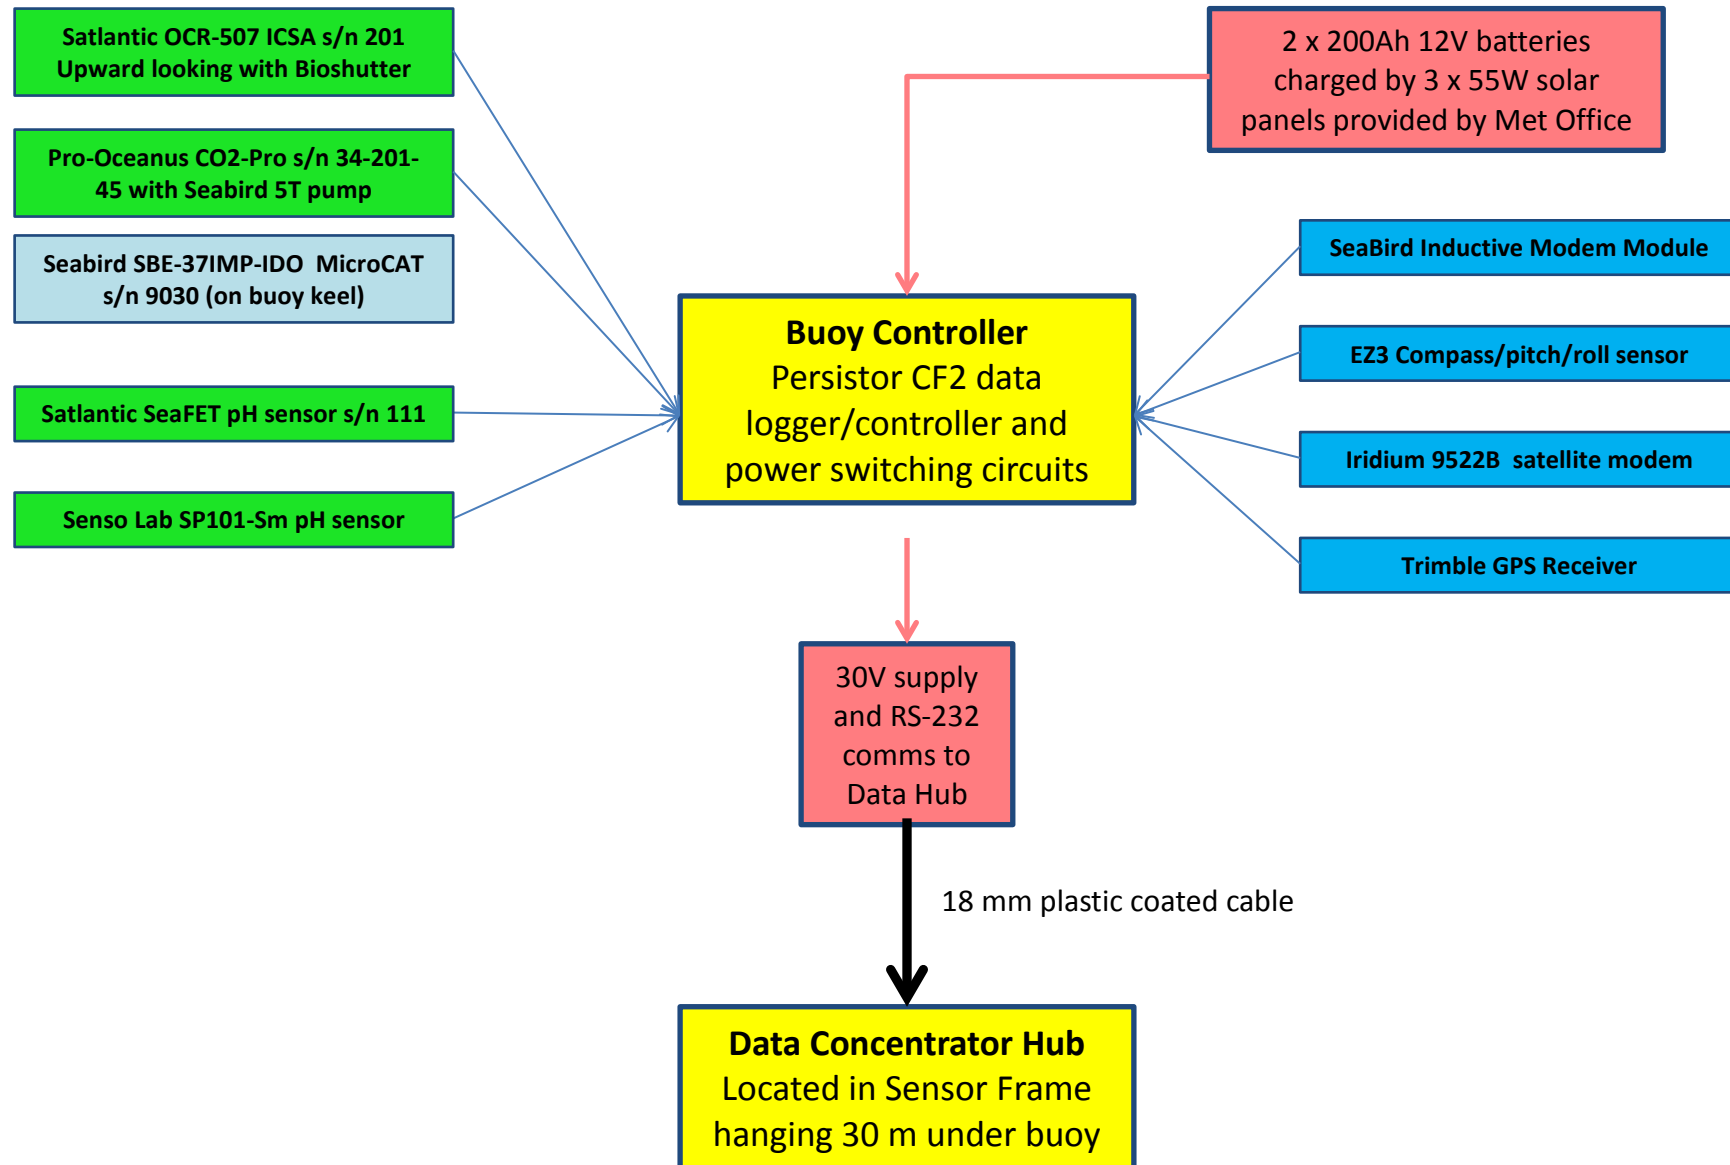 Satlantic OCR-507 ICSA s/n 201
Upward looking with Bioshutter
2 x 200Ah 12V batteries
charged by 3 x 55W solar
panels provided by Met Office
Pro-Oceanus CO2-Pro s/n 34-201-
45 with Seabird 5T pump
Seabird SBE-37IMP-IDO  MicroCAT
s/n 9030 (on buoy keel)
Satlantic SeaFET pH sensor s/n 111
Senso Lab SP101-Sm pH sensor
Buoy Controller
Persistor CF2 data
logger/controller and
power switching circuits
SeaBird Inductive Modem Module
EZ3 Compass/pitch/roll sensor
Iridium 9522B  satellite modem
Trimble GPS Receiver
30V supply
and RS-232
comms to
Data Hub
18 mm plastic coated cable
Data Concentrator Hub
Located in Sensor Frame
hanging 30 m under buoy